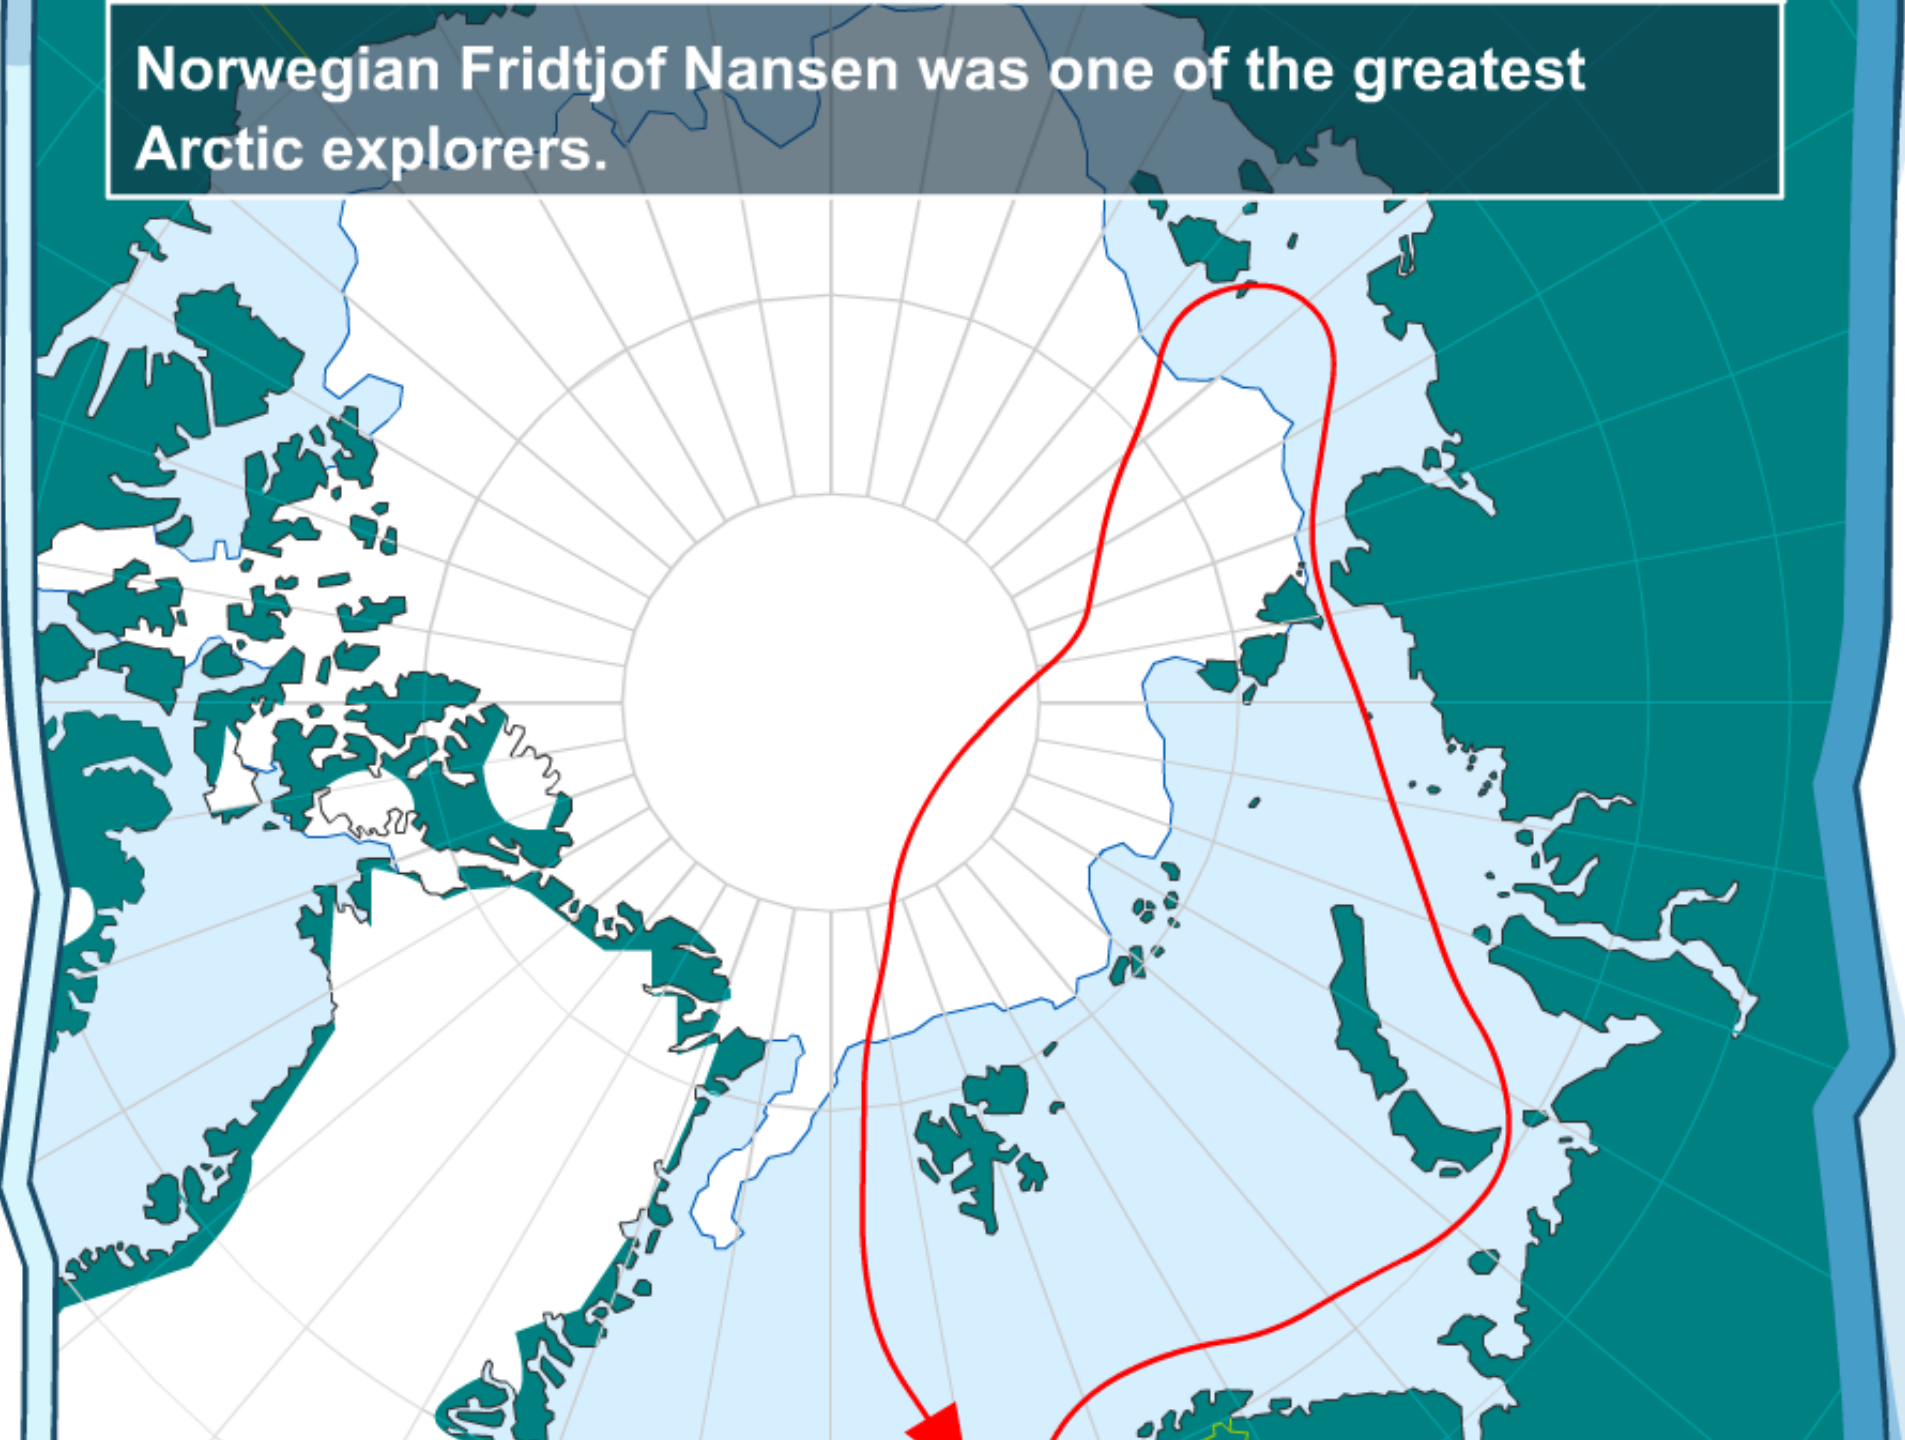 Norwegian Fridtjof Nansen was one of the greatest
Arctic explorers.